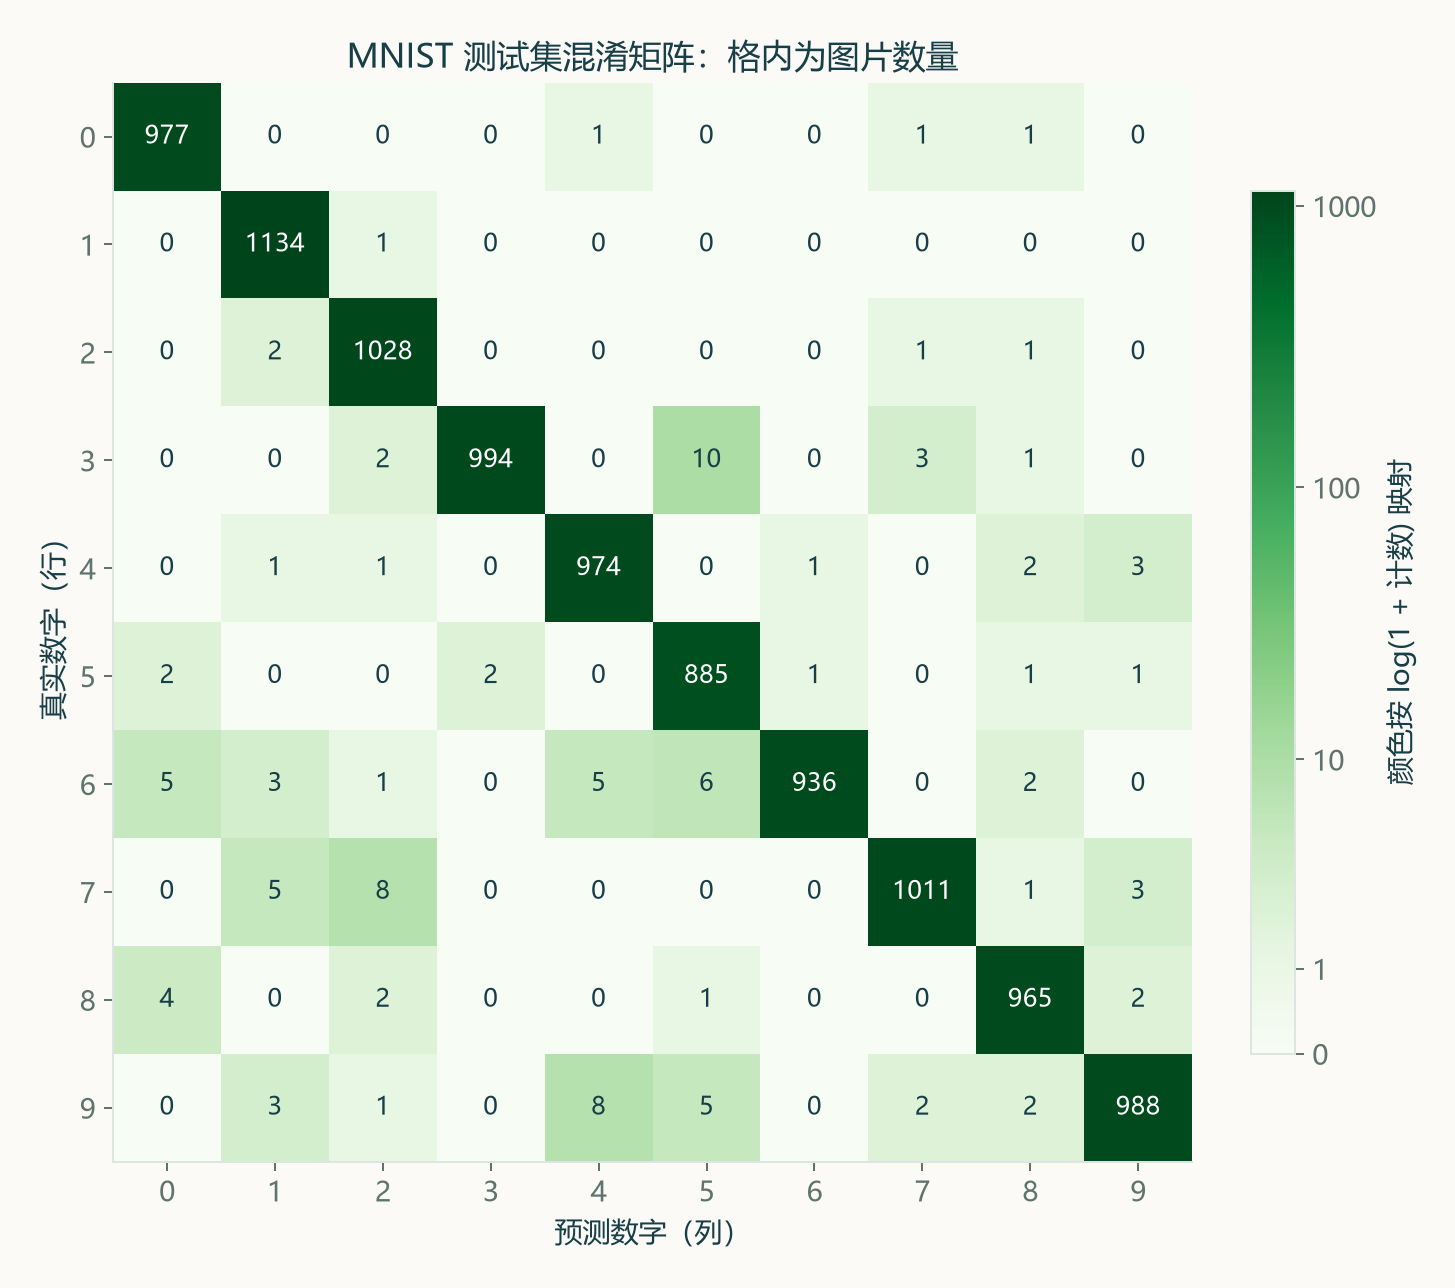 MNIST 测试集混淆矩阵：格内为图片数量
0 977 0 0 0 1 0 0 1 1 0
1 0 1134 1 0 0 0 0 0 0 0
2 0 2 1028 0 0 0 0 1 1 0
3 0 0 2 994 0 10 0 3 1 0
4 0 1 1 0 974 0 1 0 2 3
5 2 0 0 2 0 885 1 0 1 1
6 5 3 1 0 5 6 936 0 2 0
7 0 5 8 0 0 0 0 1011 1 3
8 4 0 2 0 0 1 0 0 965 2
9 0 3 1 0 8 5 0 2 2 988
0 1 2 3 4 5 6 7 8 9
预测数字（列）
真实数字（行）
1000
100
10
1
0
颜色按 log(1 + 计数) 映射